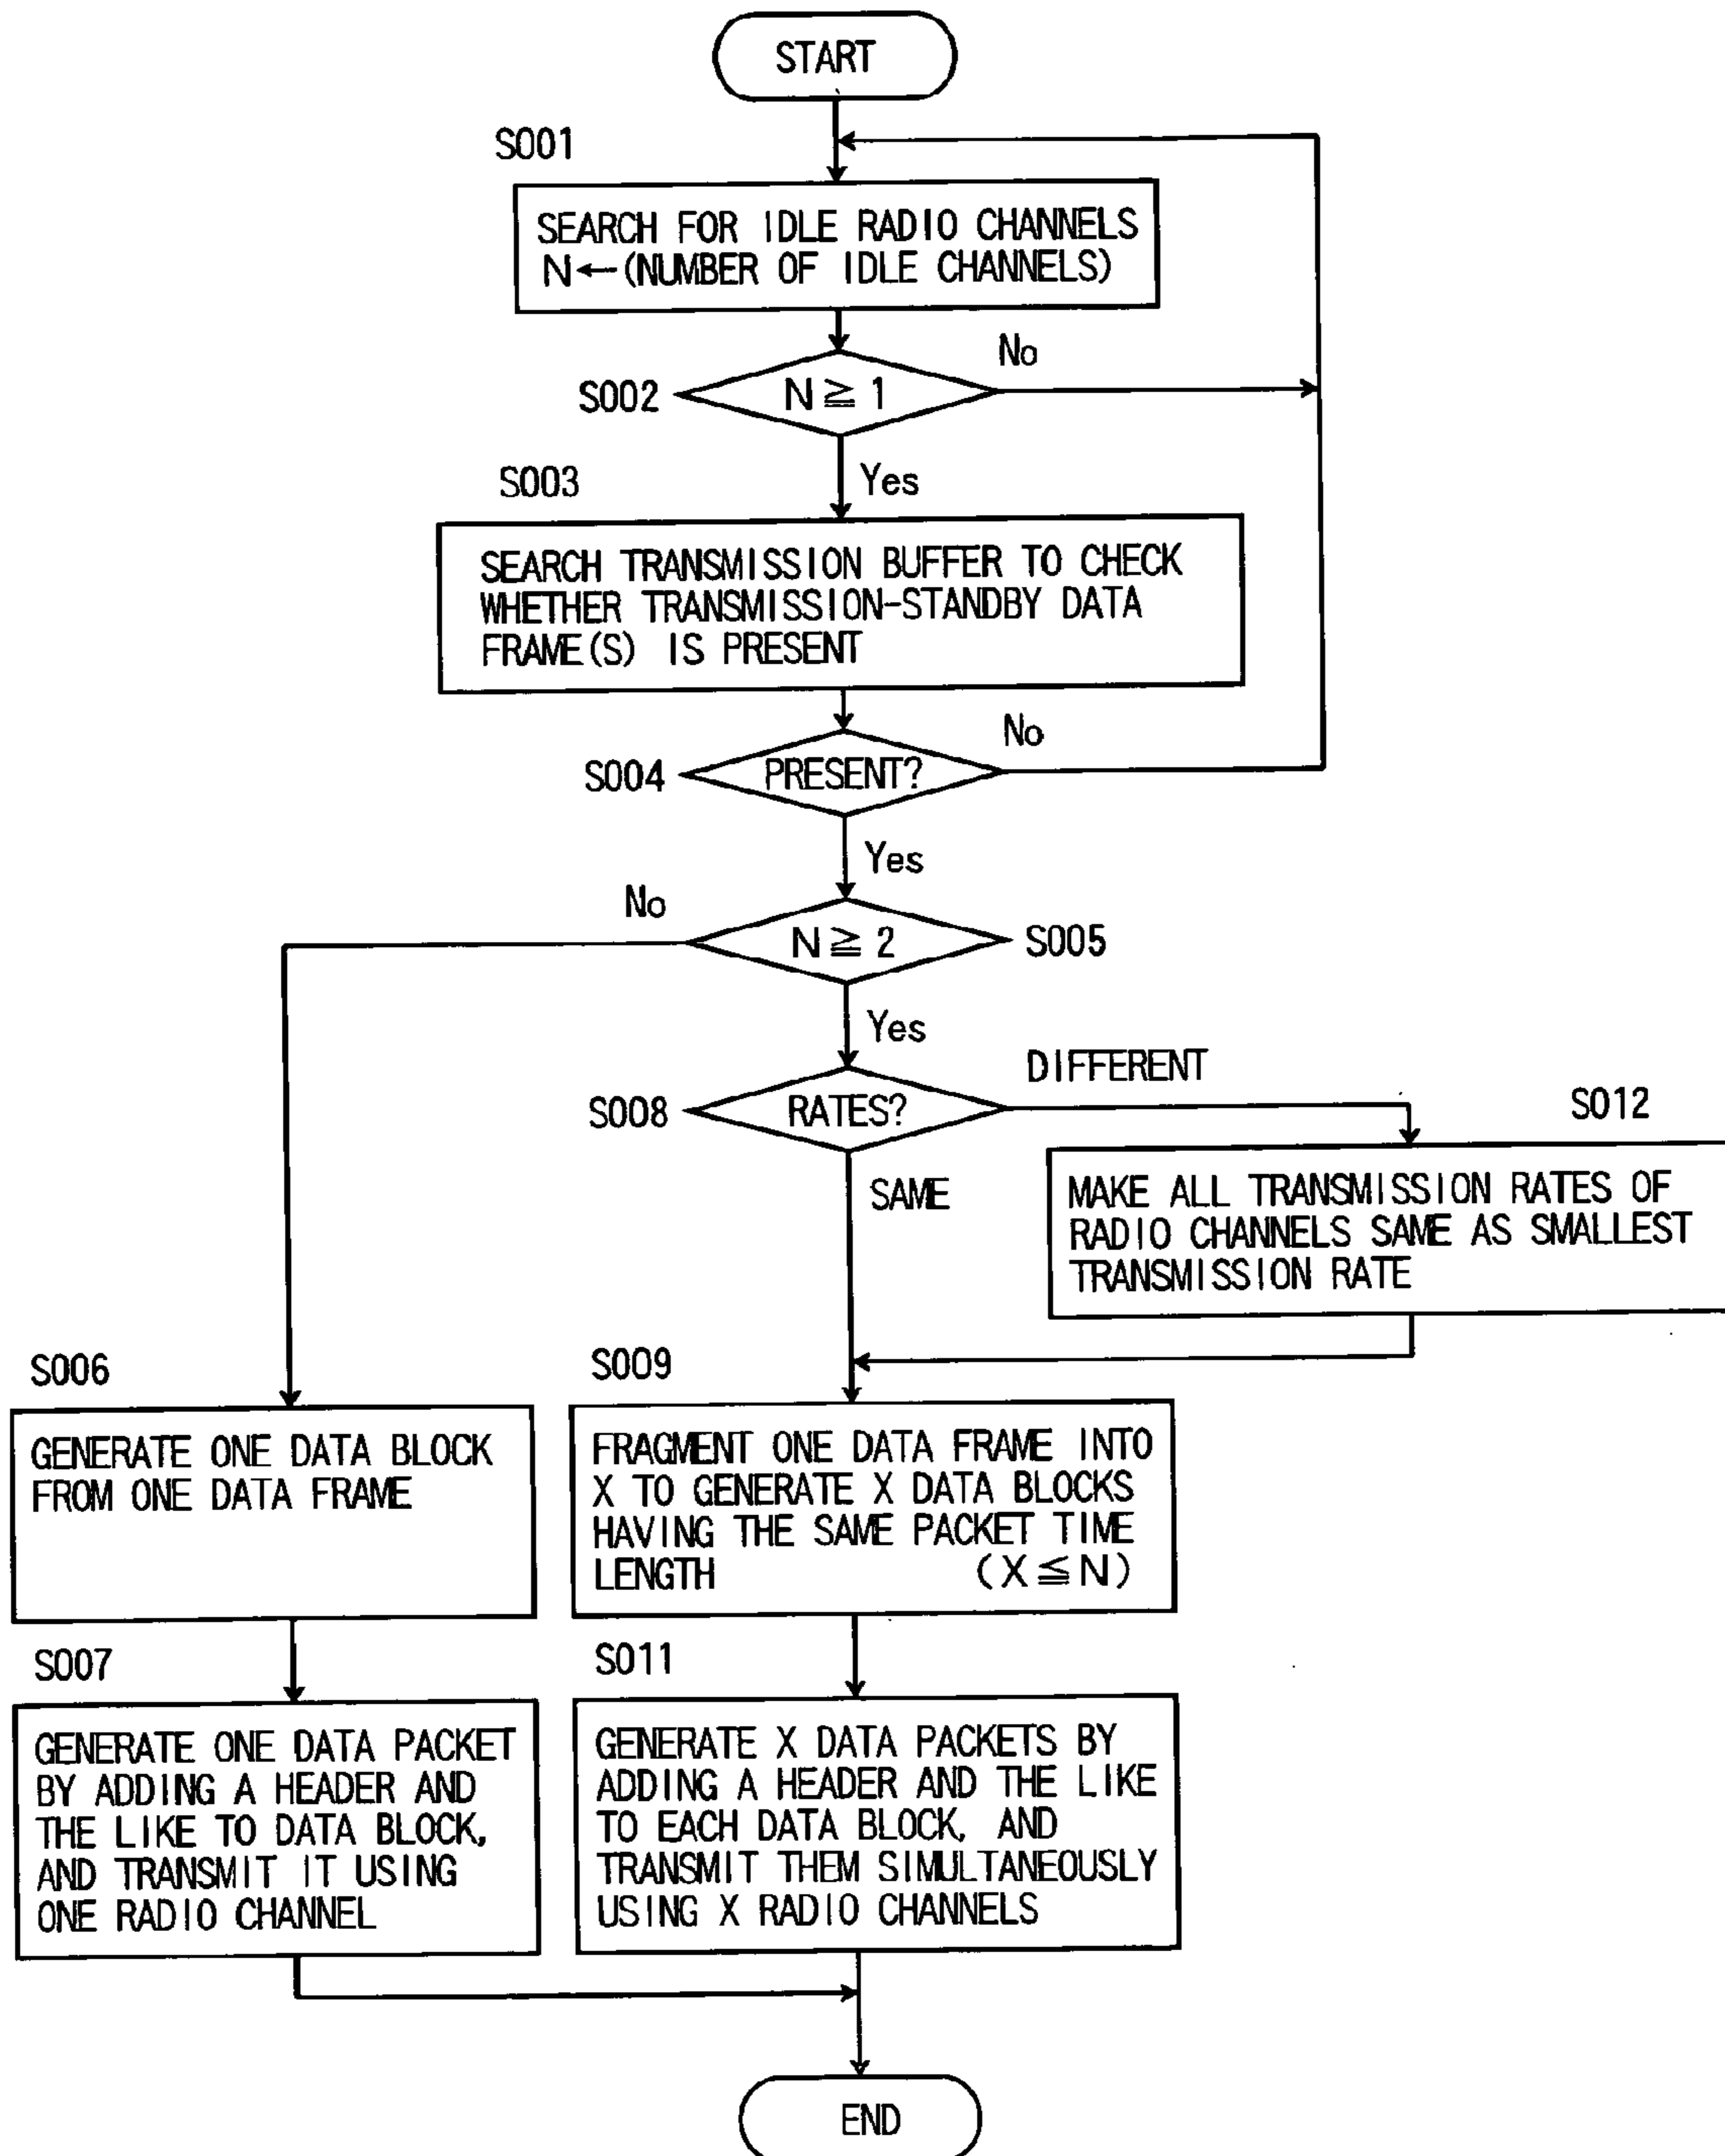 START
S001
SEARCH FOR IDLE RADIO CHANNELS
N←(NUMBER OF IDLE CHANNELS)
No
S002
N ≧ 1
Yes
S003
SEARCH TRANSMISSION BUFFER TO CHECK
WHETHER TRANSMISSION-STANDBY DATA
FRAME(S) IS PRESENT
No
S004
PRESENT?
Yes
No
N ≧ 2
S005
Yes
DIFFERENT
S008
RATES?
S012
SAME
MAKE ALL TRANSMISSION RATES OF
RADIO CHANNELS SAME AS SMALLEST
TRANSMISSION RATE
S006
GENERATE ONE DATA BLOCK
FROM ONE DATA FRAME
S009
FRAGMENT ONE DATA FRAME INTO
X TO GENERATE X DATA BLOCKS
HAVING THE SAME PACKET TIME
LENGTH (X≦N)
S007
GENERATE ONE DATA PACKET
BY ADDING A HEADER AND
THE LIKE TO DATA BLOCK,
AND TRANSMIT IT USING
ONE RADIO CHANNEL
S011
GENERATE X DATA PACKETS BY
ADDING A HEADER AND THE LIKE
TO EACH DATA BLOCK, AND
TRANSMIT THEM SIMULTANEOUSLY
USING X RADIO CHANNELS
END